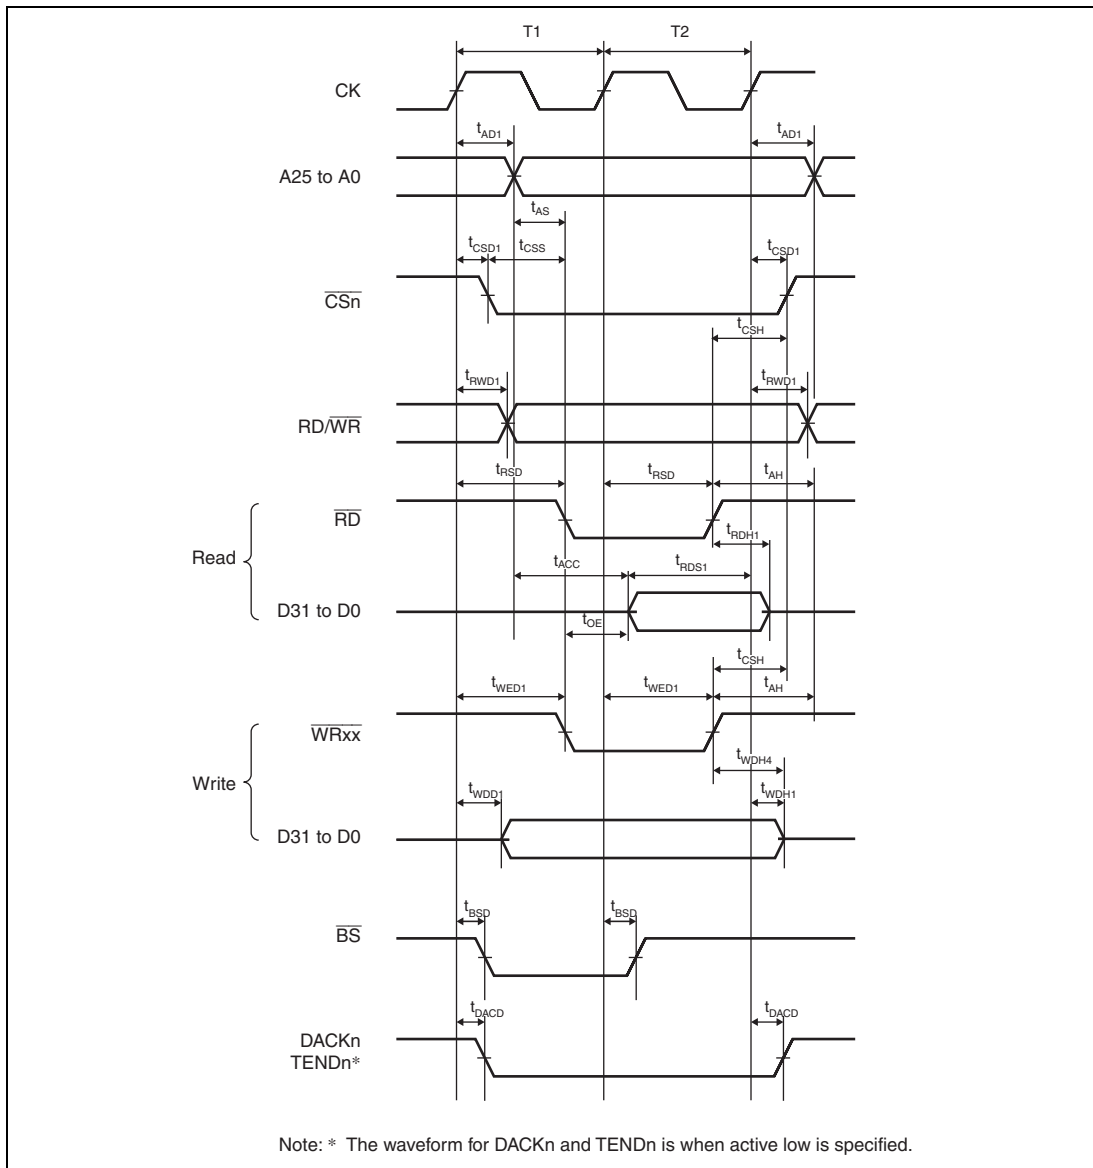 T1 T2
CK
tAD1 tAD1
A25 to A0
tAS
tCSD1 tCSS tCSD1
CSn
tCSH
tRWD1 tRWD1
RD/WR
tRSD tRSD tAH
RD
tRDH1
Read
tACC tRDS1
D31 to D0
tOE
tCSH
tWED1 tWED1 tAH
WRxx
tWDH4
Write
tWDD1 tWDH1
D31 to D0
tBSD tBSD
BS
tDACD tDACD
DACKn
TENDn*
Note: * The waveform for DACKn and TENDn is when active low is specified.